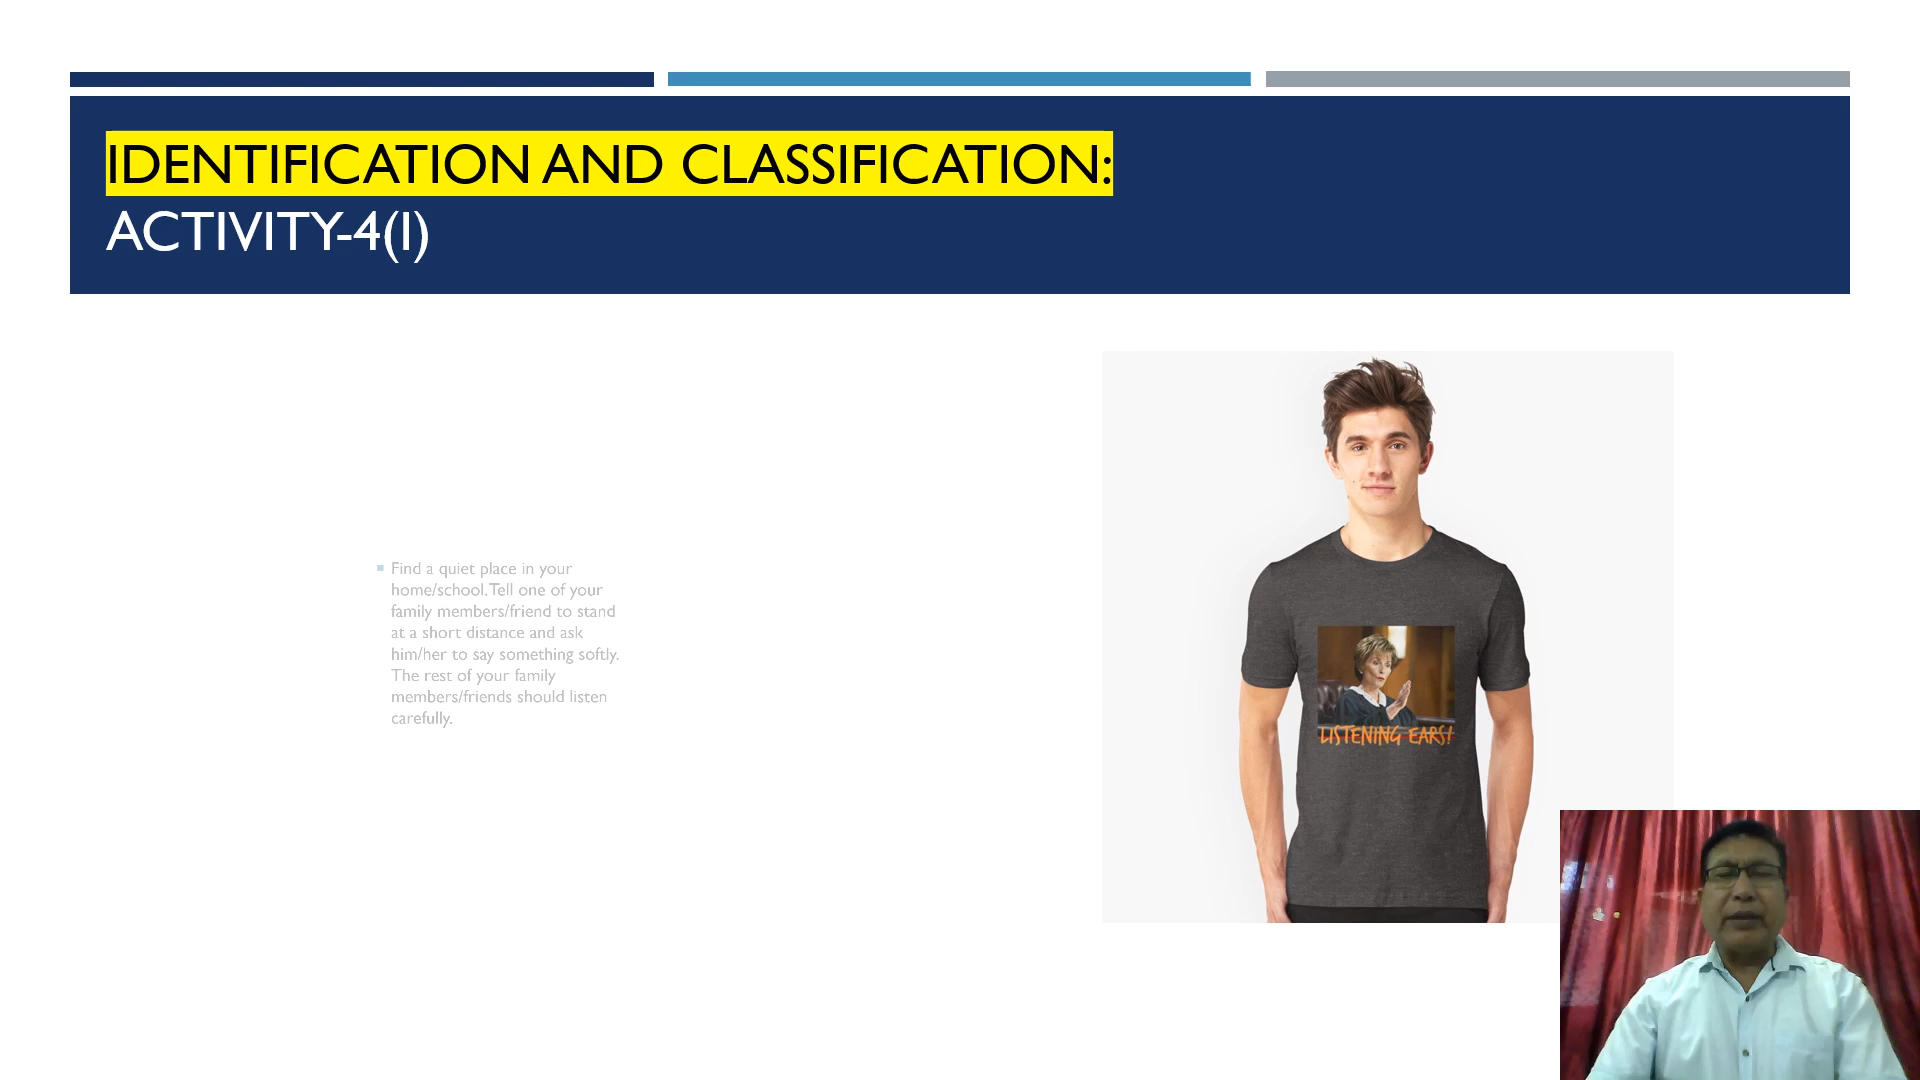 IDENTIFICATION AND CLASSIFICATION:
ACTIVITY-4(I)
Find a quiet place in your
home/school. Tell one of your
family members/friend to stand
at a short distance and ask
him/her to say something softly.
The rest of your family
members/friends should listen
carefully.
LISTENING EARS!